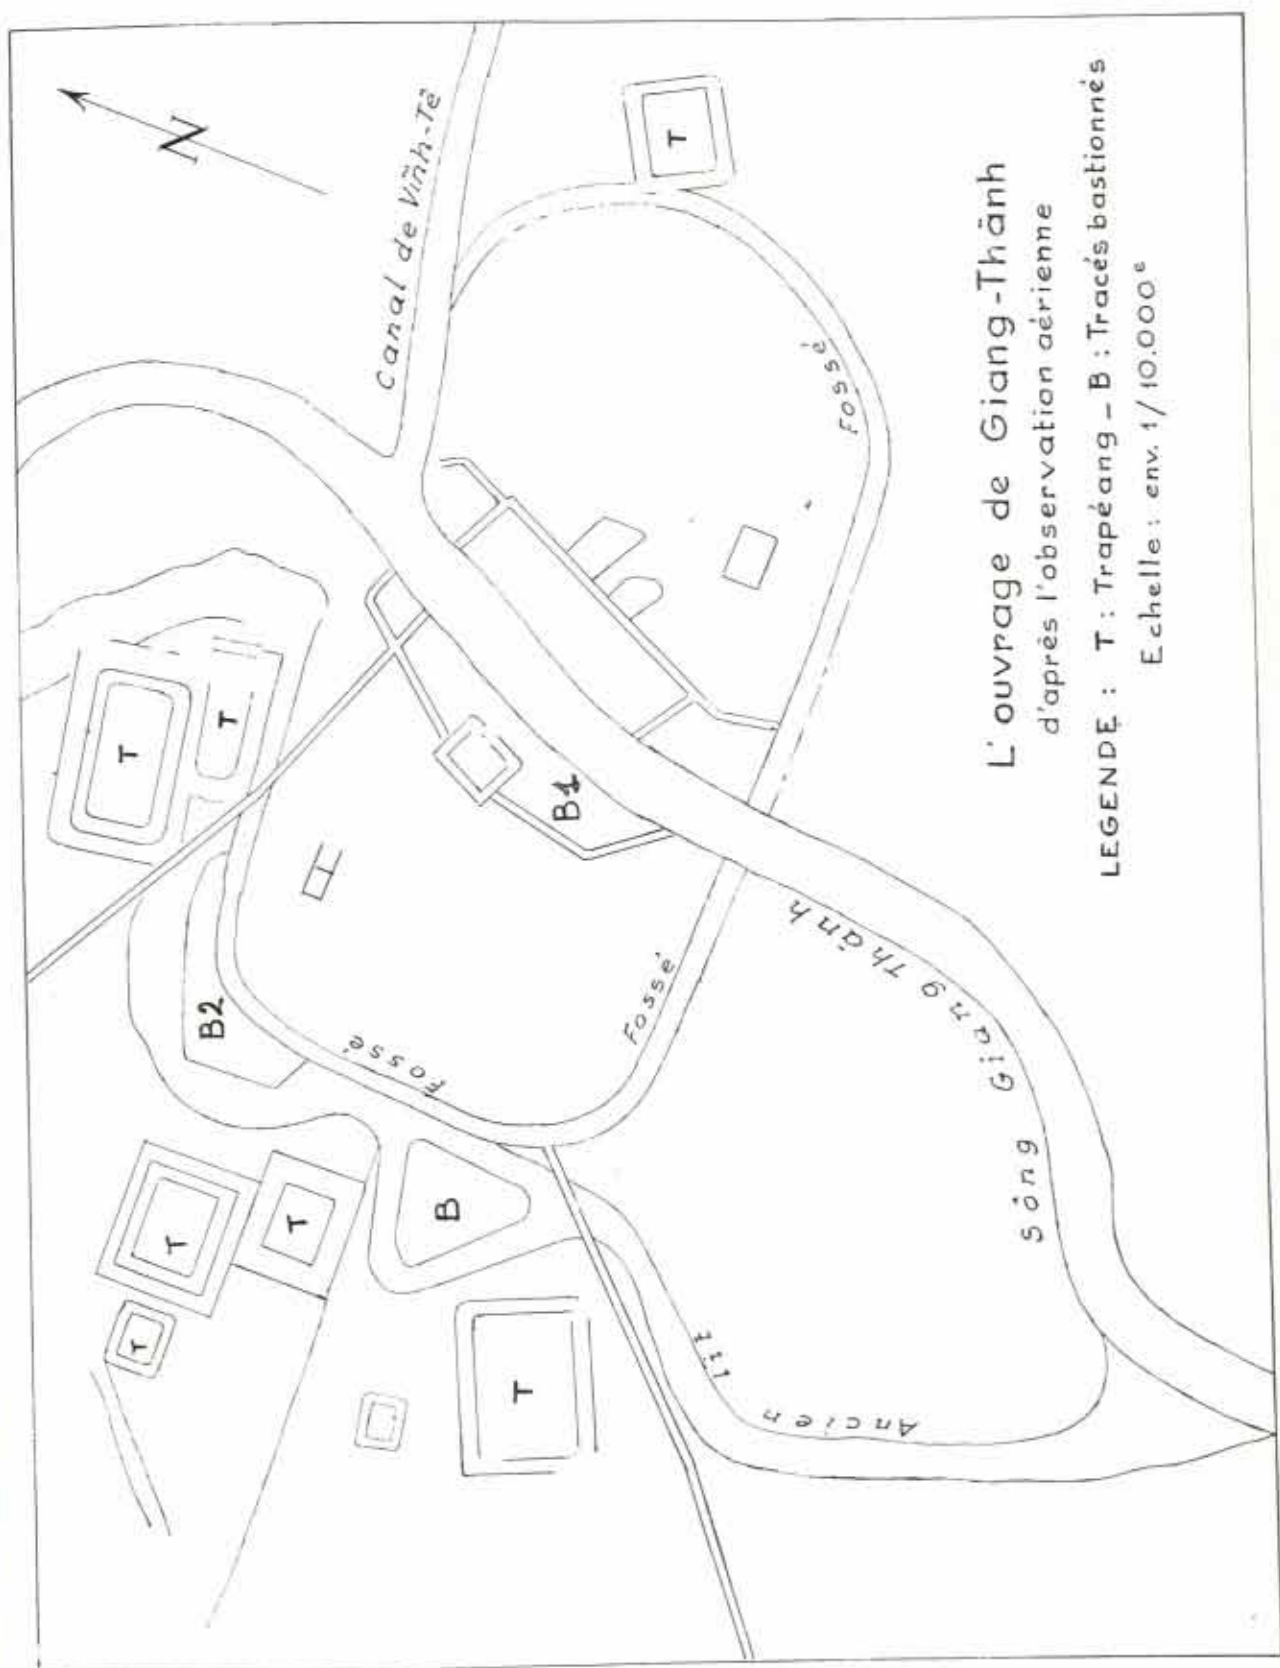 N
Canal de Vĩnh-Tế
T
T
T
B1
B2
Fossé
Fossé
Fossé
T
T
T
B
T
Sông Giang Thành
Ancien lit
L'ouvrage de Giang-Thành
d'après l'observation aérienne
LEGENDE : T : Trapéang - B : Tracés bastionnés
Echelle : env. 1/10.000e